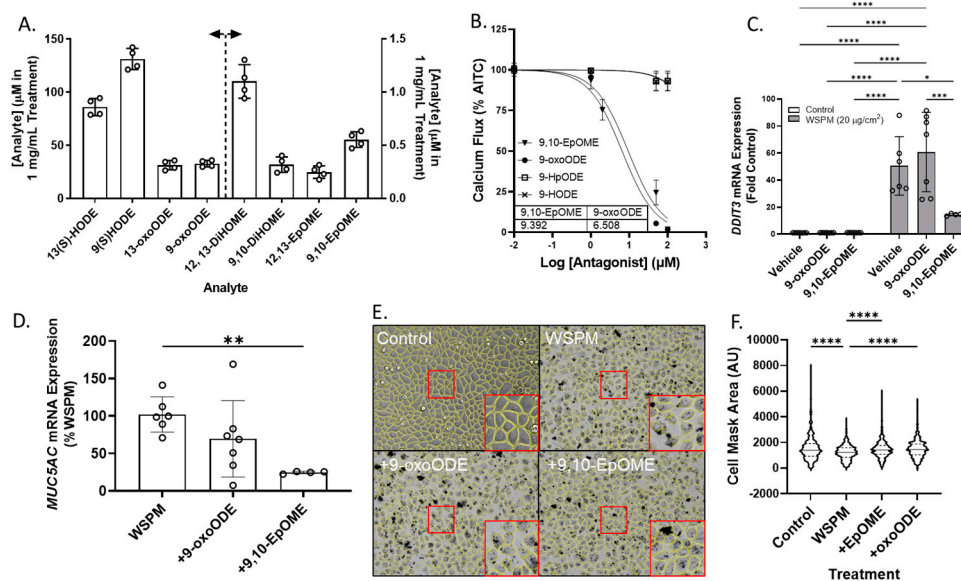 A.
[Analyte] (μM in
1 mg/mL Treatment)
150
100
50
0
1.5
1.0
0.5
0.0
[Analyte] (μM in
1 mg/mL Treatment)
13(S)-HODE
9(S)HODE
13-oxoODE
9-oxoODE
12, 13-DiHOME
9,10-DiHOME
12,13-EpOME
9,10-EpOME
Analyte
B.
Calcium Flux (% AITC)
125
100
75
50
25
0
9,10-EpOME
9-oxoODE
9-HpODE
9-HODE
9,10-EpOME 9-oxoODE
9.392 6.508
-2 -1 0 1 2 3
Log [Antagonist] (μM)
C.
DDIT3 mRNA Expression
(Fold Control)
100
80
60
40
20
0
****
****
****
****
****
****
*
***
Control
WSPM (20 μg/cm²)
Vehicle
9-oxoODE
9,10-EpOME
Vehicle
9-oxoODE
9,10-EpOME
D.
MUC5AC mRNA Expression
(% WSPM)
200
150
100
50
0
**
WSPM
+9-oxoODE
+9,10-EpOME
E.
Control
WSPM
+9-oxoODE
+9,10-EpOME
F.
Cell Mask Area (AU)
10000
8000
6000
4000
2000
0
-2000
****
****
****
Control
WSPM
+EpOME
+oxoODE
Treatment